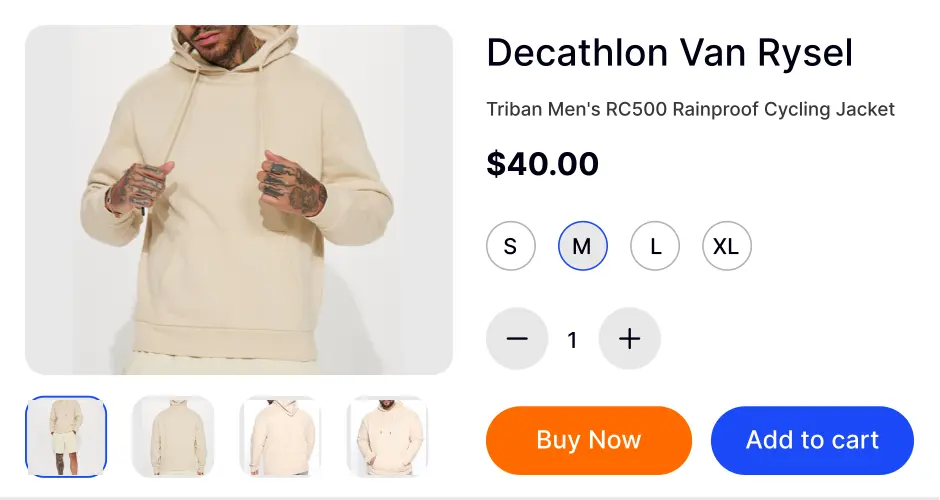 Decathlon Van Rysel
Triban Men's RC500 Rainproof Cycling Jacket
$40.00
S M L XL
− 1 +
Buy Now Add to cart